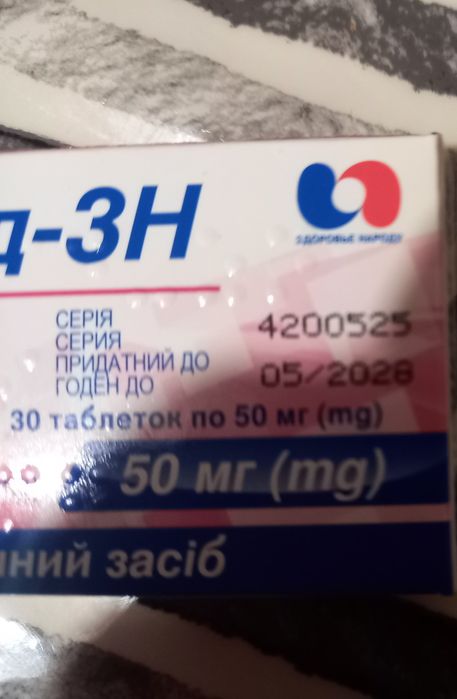 д-ЗН
ЗДОРОВЬЕ НАРОДУ
СЕРІЯ
СЕРИЯ
4200525
ПРИДАТНИЙ ДО
ГОДЕН ДО
05/2028
30 таблеток по 50 мг (mg)
50 мг (mg)
ний засіб